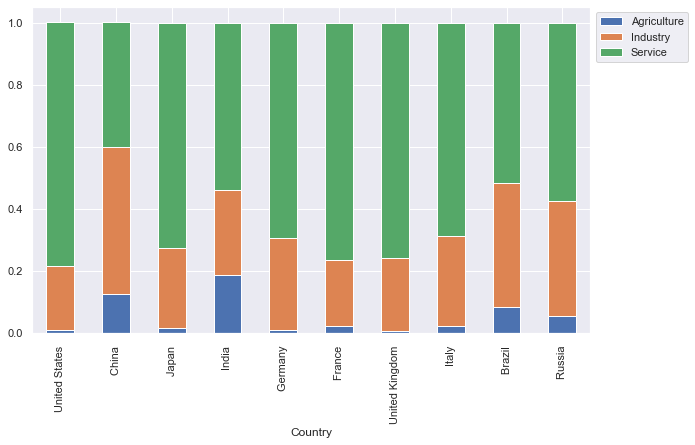 1.0
0.8
0.6
0.4
0.2
0.0
Agriculture
Industry
Service
United States
China
Japan
India
Germany
France
United Kingdom
Italy
Brazil
Russia
Country